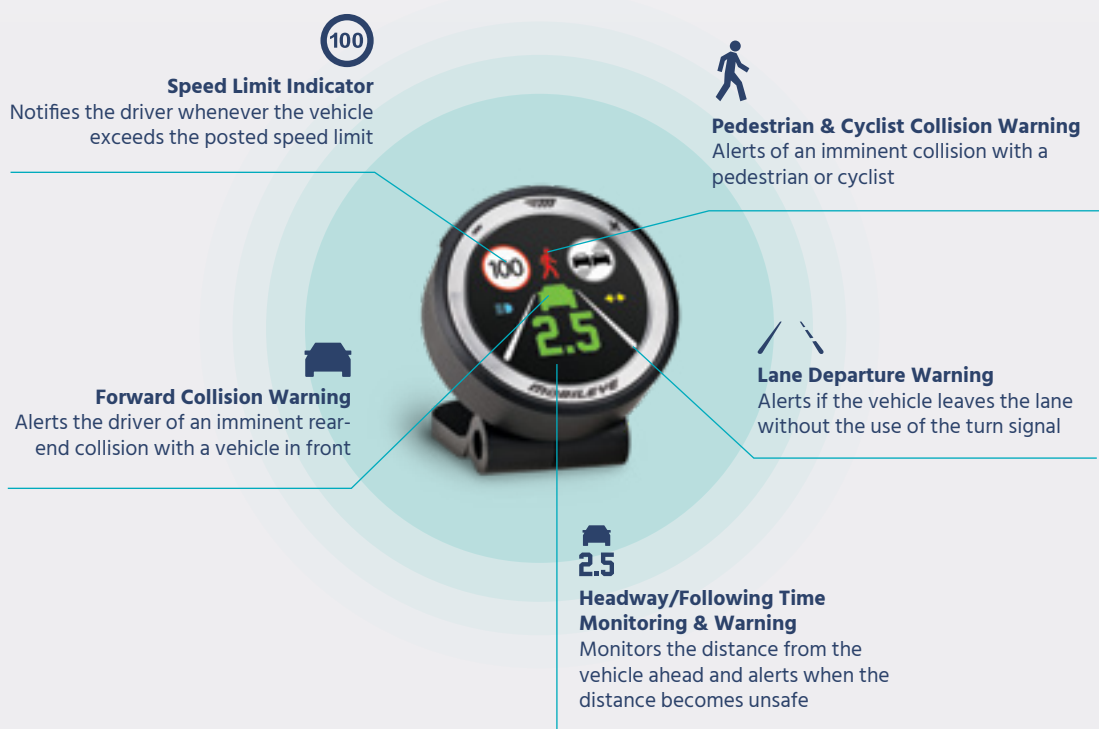 100
Speed Limit Indicator
Notifies the driver whenever the vehicle
exceeds the posted speed limit
Pedestrian & Cyclist Collision Warning
Alerts of an imminent collision with a
pedestrian or cyclist
- +
100
2.5
MOBILEYE
Forward Collision Warning
Alerts the driver of an imminent rear-
end collision with a vehicle in front
Lane Departure Warning
Alerts if the vehicle leaves the lane
without the use of the turn signal
2.5
Headway/Following Time
Monitoring & Warning
Monitors the distance from the
vehicle ahead and alerts when the
distance becomes unsafe